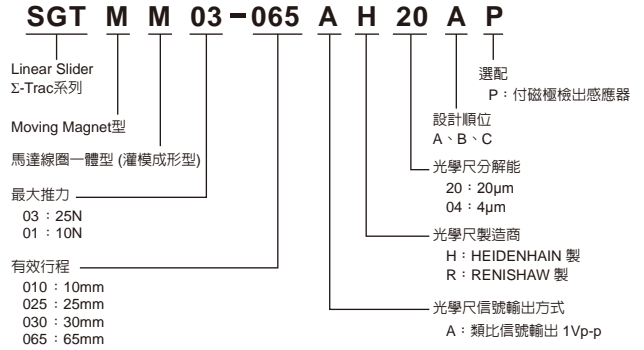 SGT M M 03-065 A H 20 A P
Linear Slider
Σ-Trac系列
Moving Magnet型
馬達線圈一體型 (灌模成形型)
最大推力
03：25N
01：10N
有效行程
010：10mm
025：25mm
030：30mm
065：65mm
選配
P：付磁極檢出感應器
設計順位
A、B、C
光學尺分解能
20：20μm
04：4μm
光學尺製造商
H：HEIDENHAIN 製
R：RENISHAW 製
光學尺信號輸出方式
A：類比信號輸出 1Vp-p